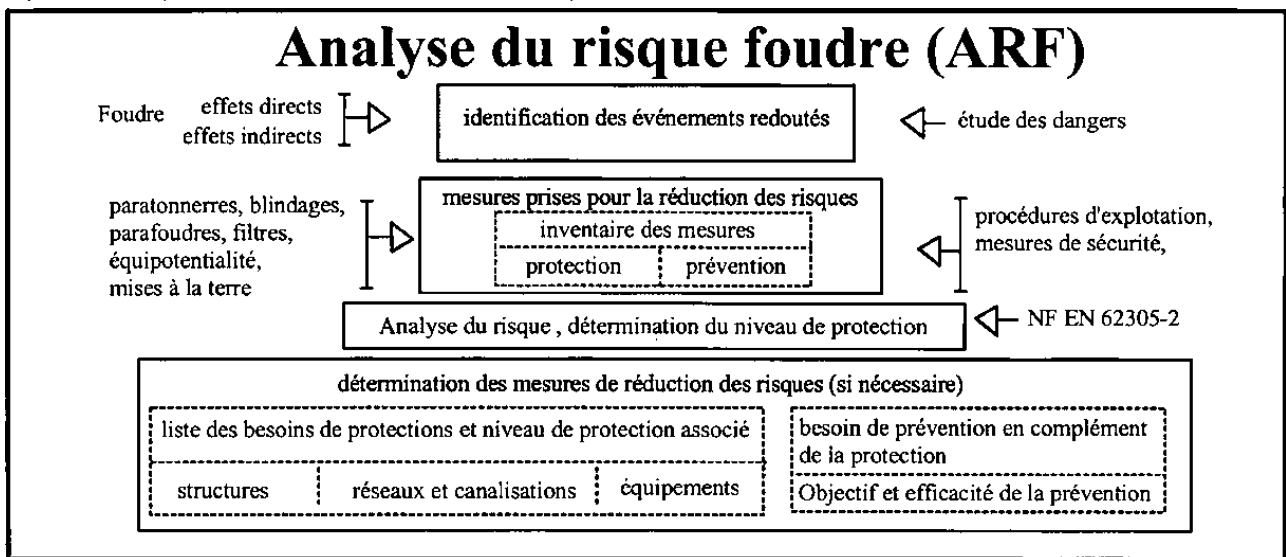 Analyse du risque foudre (ARF)
Foudre
effets directs
effets indirects
identification des événements redoutés
étude des dangers
paratonnerres, blindages,
parafoudres, filtres,
équipotentialité,
mises à la terre
mesures prises pour la réduction des risques
inventaire des mesures
protection
prévention
procédures d'explotation,
mesures de sécurité,
Analyse du risque , détermination du niveau de protection
NF EN 62305-2
détermination des mesures de réduction des risques (si nécessaire)
liste des besoins de protections et niveau de protection associé
structures
réseaux et canalisations
équipements
besoin de prévention en complément
de la protection
Objectif et efficacité de la prévention